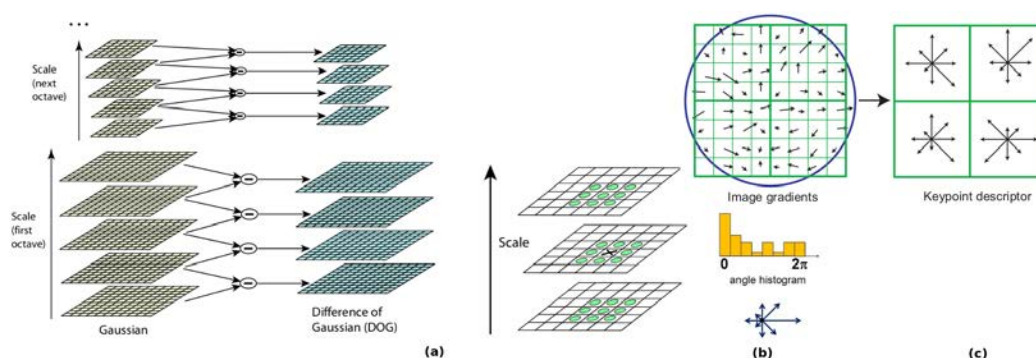 ...
Scale
(next
octave)
Scale
(first
octave)
Gaussian
Difference of
Gaussian (DOG)
(a)
Scale
Image gradients
0
2π
angle histogram
(b)
Keypoint descriptor
(c)